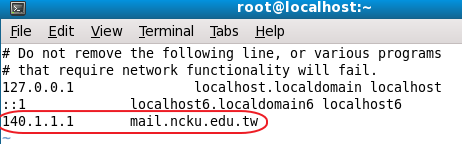 root@localhost:~
File Edit View Terminal Tabs Help
# Do not remove the following line, or various programs
# that require network functionality will fail.
127.0.0.1 localhost.localdomain localhost
::1 localhost6.localdomain6 localhost6
140.1.1.1 mail.ncku.edu.tw
~